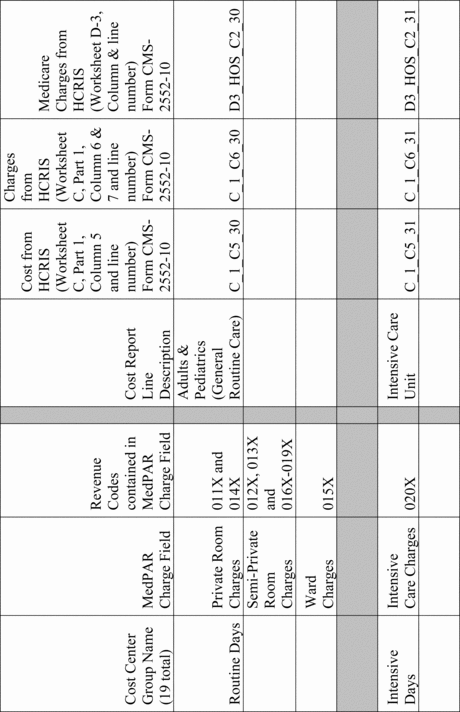 Cost Center
Group Name
(19 total)
MedPAR
Charge Field
Revenue
Codes
contained in
MedPAR
Charge Field
Cost Report
Line
Description
Cost from
HCRIS
(Worksheet
C, Part 1,
Column 5
and line
number)
Form CMS-
2552-10
Charges
from
HCRIS
(Worksheet
C, Part 1,
Column 6 &
7 and line
number)
Form CMS-
2552-10
Medicare
Charges from
HCRIS
(Worksheet D-3,
Column & line
number)
Form CMS-
2552-10
Routine Days
Private Room
Charges
011X and
014X
Adults &
Pediatrics
(General
Routine Care)
C_1_C5_30
C_1_C6_30
D3_HOS_C2_30
Semi-Private
Room
Charges
012X, 013X
and
016X-019X
Ward
Charges
015X
Intensive
Days
Intensive
Care Charges
020X
Intensive Care
Unit
C_1_C5_31
C_1_C6_31
D3_HOS_C2_31